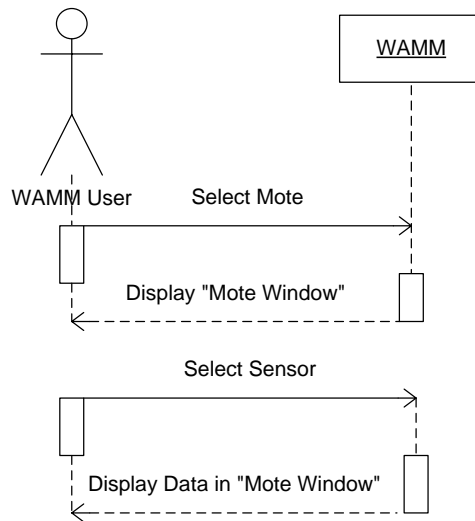 WAMM
WAMM User
Select Mote
Display "Mote Window"
Select Sensor
Display Data in "Mote Window"